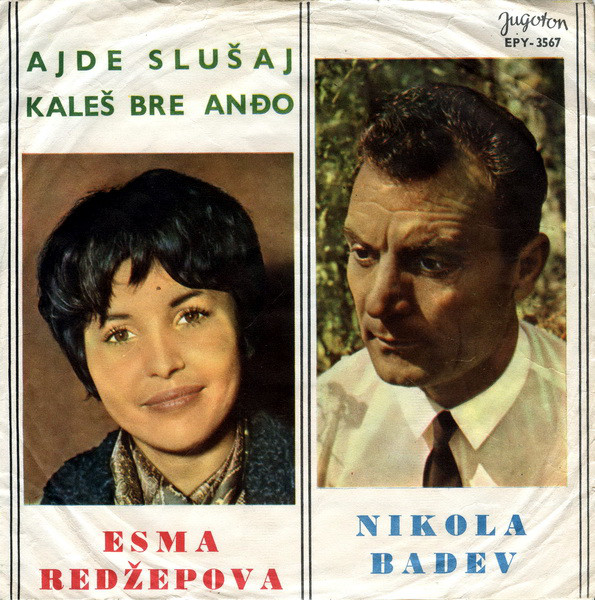 Jugoton
EPY-3567
AJDE SLUŠAJ
KALEŠ BRE ANĐO
ESMA
REDŽEPOVA
NIKOLA
BADEV